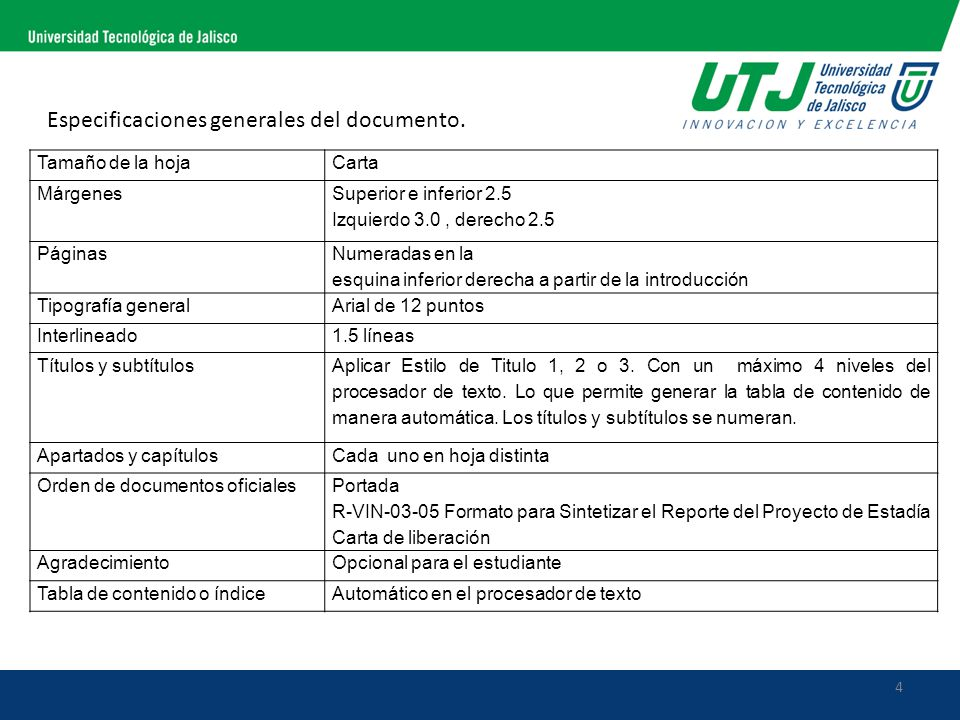 Universidad Tecnológica de Jalisco
UTJ Universidad
Tecnológica
de Jalisco
INNOVACION Y EXCELENCIA
Especificaciones generales del documento.
Tamaño de la hoja Carta
Márgenes Superior e inferior 2.5
Izquierdo 3.0 , derecho 2.5
Páginas Numeradas en la
esquina inferior derecha a partir de la introducción
Tipografía general Arial de 12 puntos
Interlineado 1.5 líneas
Títulos y subtítulos Aplicar Estilo de Titulo 1, 2 o 3. Con un máximo 4 niveles del
procesador de texto. Lo que permite generar la tabla de contenido de
manera automática. Los títulos y subtítulos se numeran.
Apartados y capítulos Cada uno en hoja distinta
Orden de documentos oficiales Portada
R-VIN-03-05 Formato para Sintetizar el Reporte del Proyecto de Estadía
Carta de liberación
Agradecimiento Opcional para el estudiante
Tabla de contenido o índice Automático en el procesador de texto
4